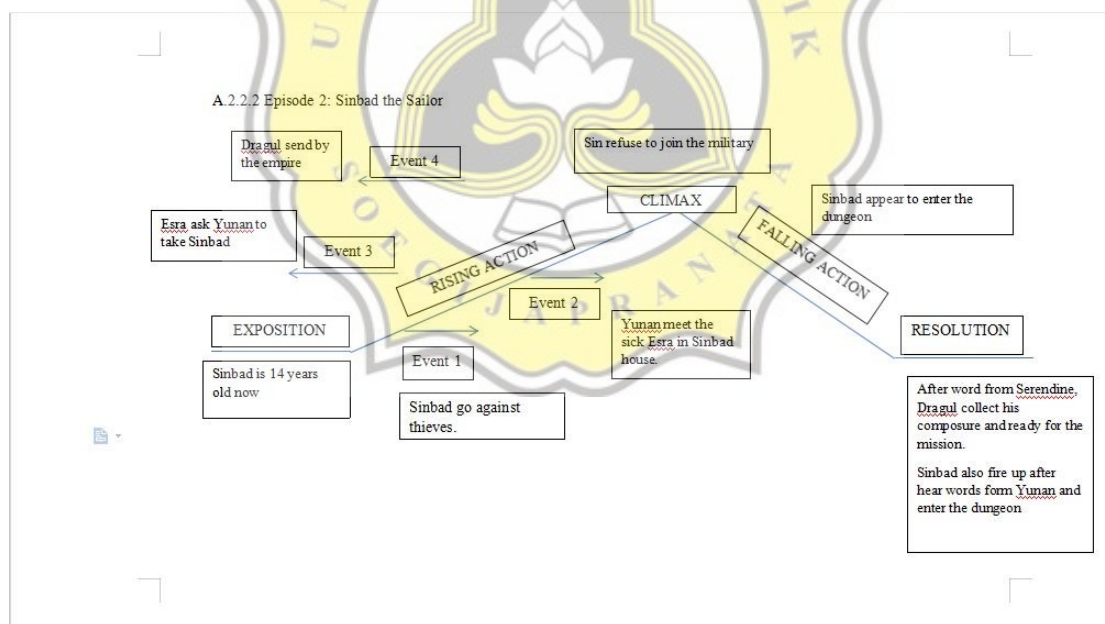 A.2.2.2 Episode 2: Sinbad the Sailor
Dragul send by
the empire
Event 4
Sin refuse to join the military
CLIMAX
Sinbad appear to enter the
dungeon
Esra ask Yunan to
take Sinbad
Event 3
RISING ACTION
FALLING ACTION
Event 2
Yunan meet the
sick Esra in Sinbad
house.
EXPOSITION
Sinbad is 14 years
old now
Event 1
Sinbad go against
thieves.
RESOLUTION
After word from Serendine,
Dragul collect his
composure and ready for the
mission.
Sinbad also fire up after
hear words form Yunan and
enter the dungeon
SOEGIJAPRANATA